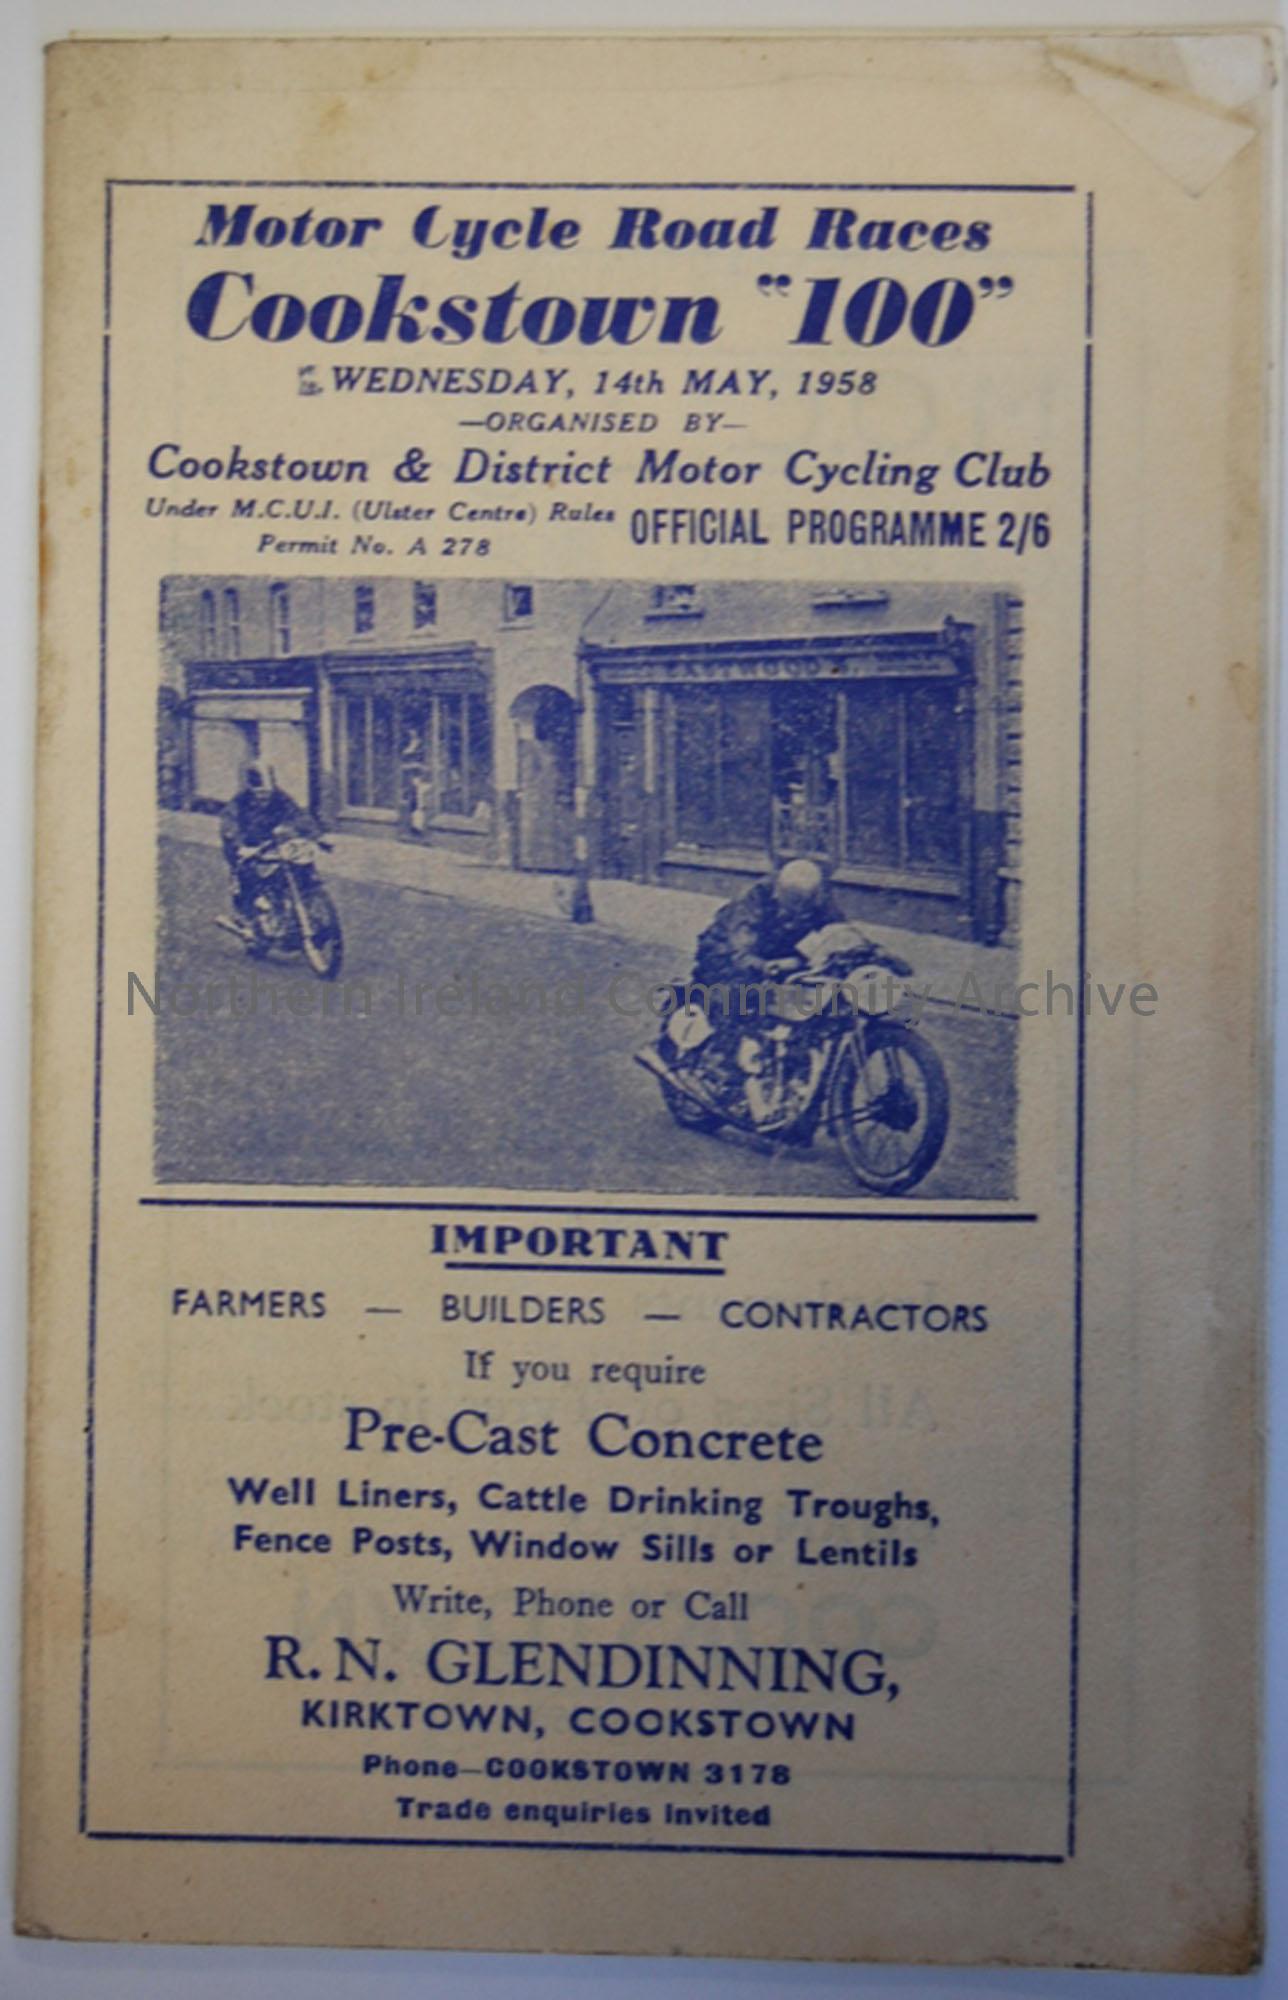 Motor Cycle Road Races
Cookstown "100"
WEDNESDAY, 14th MAY, 1958
—ORGANISED BY—
Cookstown & District Motor Cycling Club
Under M.C.U.I. (Ulster Centre) Rules
Permit No. A 278
OFFICIAL PROGRAMME 2/6
Northern Ireland Community Archive
IMPORTANT
FARMERS — BUILDERS — CONTRACTORS
If you require
Pre-Cast Concrete
Well Liners, Cattle Drinking Troughs,
Fence Posts, Window Sills or Lentils
Write, Phone or Call
R. N. GLENDINNING,
KIRKTOWN, COOKSTOWN
Phone—COOKSTOWN 3178
Trade enquiries invited